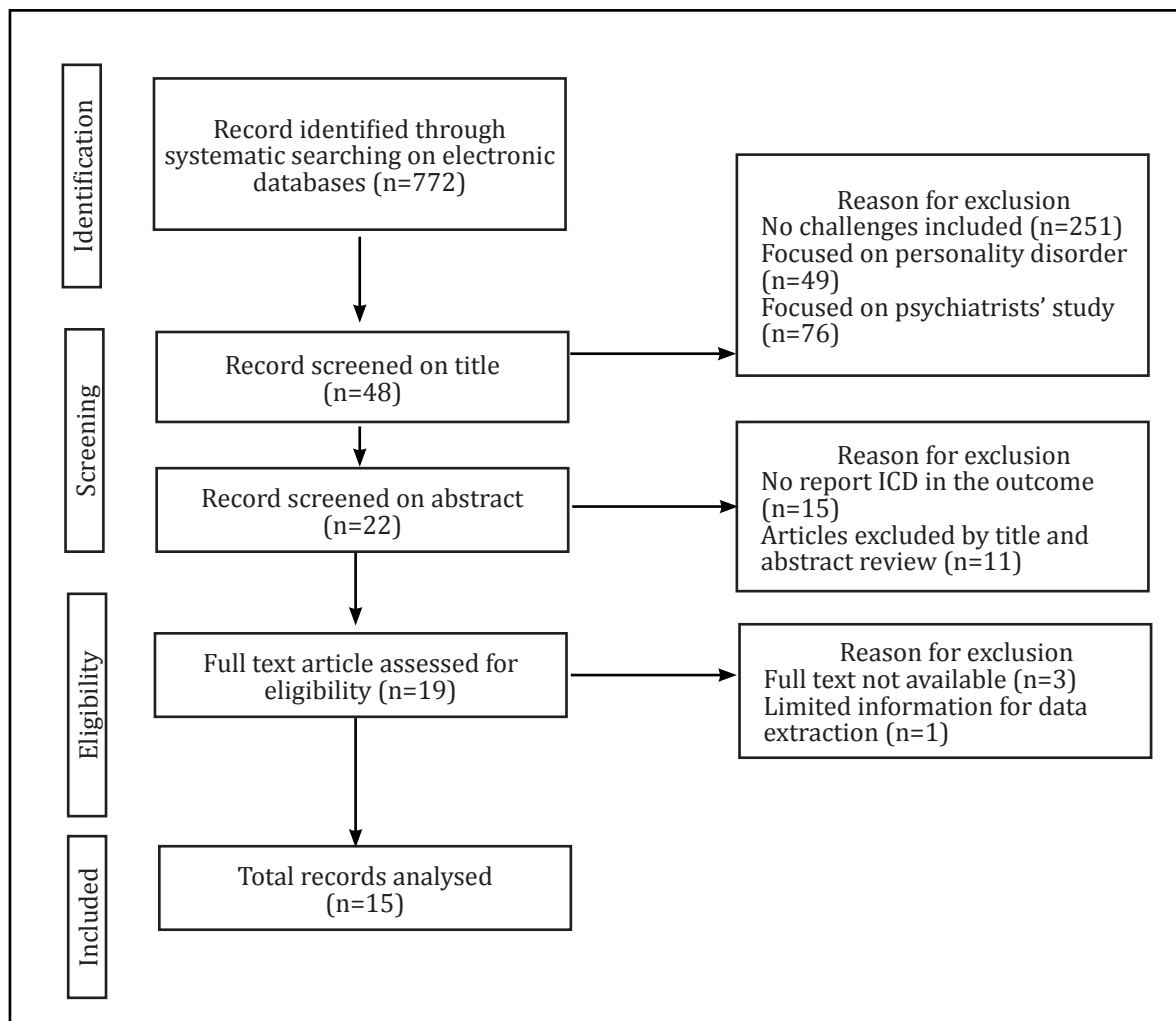 Identification
Record identified through
systematic searching on electronic
databases (n=772)
Reason for exclusion
No challenges included (n=251)
Focused on personality disorder
(n=49)
Focused on psychiatrists’ study
(n=76)
Screening
Record screened on title
(n=48)
Record screened on abstract
(n=22)
Reason for exclusion
No report ICD in the outcome
(n=15)
Articles excluded by title and
abstract review (n=11)
Eligibility
Full text article assessed for
eligibility (n=19)
Reason for exclusion
Full text not available (n=3)
Limited information for data
extraction (n=1)
Included
Total records analysed
(n=15)